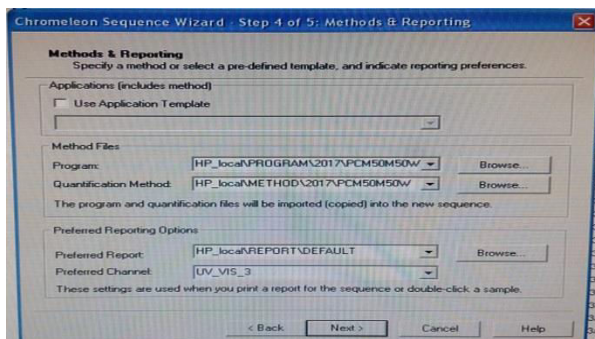 Chromeleon Sequence Wizard - Step 4 of 5: Methods & Reporting
Methods & Reporting
Specify a method or select a pre-defined template, and indicate reporting preferences.
Applications (includes method)
Use Application Template
Method Files
Program: HP_local\PROGRAM\2017\PCM50M50W Browse...
Quantification Method: HP_local\METHOD\2017\PCM50M50W Browse...
The program and quantification files will be imported (copied) into the new sequence.
Preferred Reporting Options
Preferred Report: HP_local\REPORT\DEFAULT Browse...
Preferred Channel: UV_VIS_3
These settings are used when you print a report for the sequence or double-click a sample.
< Back Next > Cancel Help